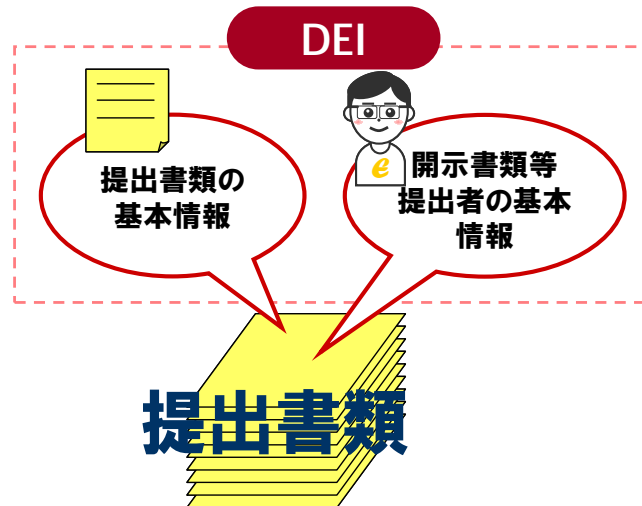 DEI
提出書類の
基本情報
e
開示書類等
提出者の基本
情報
提出書類